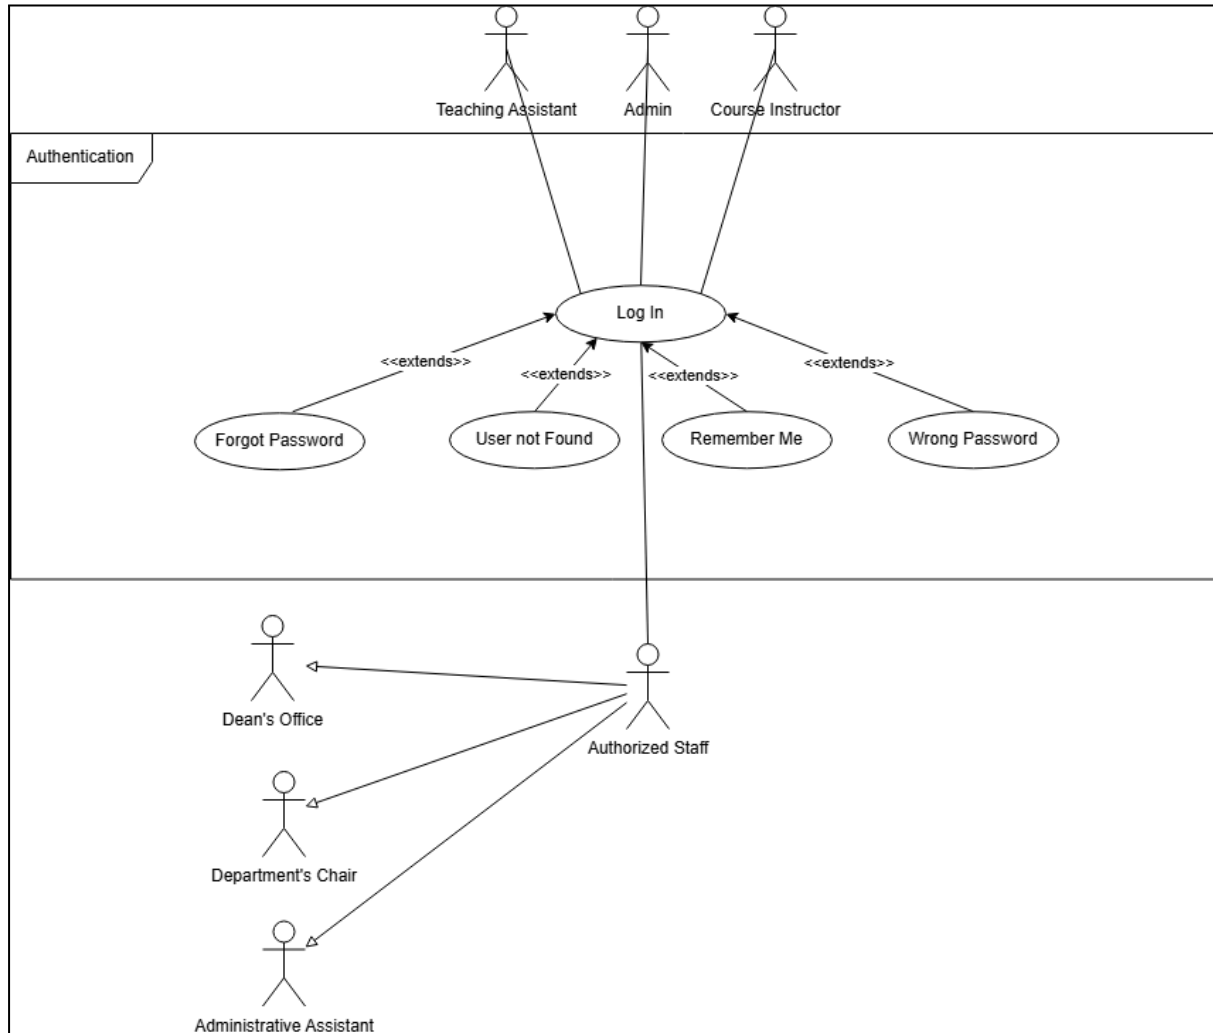 Teaching Assistant
Admin
Course Instructor
Authentication
Log In
<<extends>>
<<extends>>
<<extends>>
<<extends>>
Forgot Password
User not Found
Remember Me
Wrong Password
Dean's Office
Authorized Staff
Department's Chair
Administrative Assistant